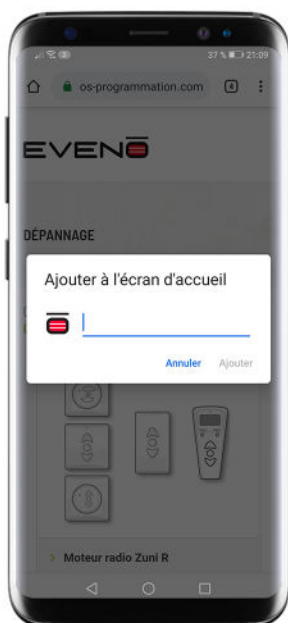 37 % 21:09
os-programmation.com 4
EVENO
DÉPANNAGE
Ajouter à l'écran d'accueil
Annuler Ajouter
> Moteur radio Zuni R